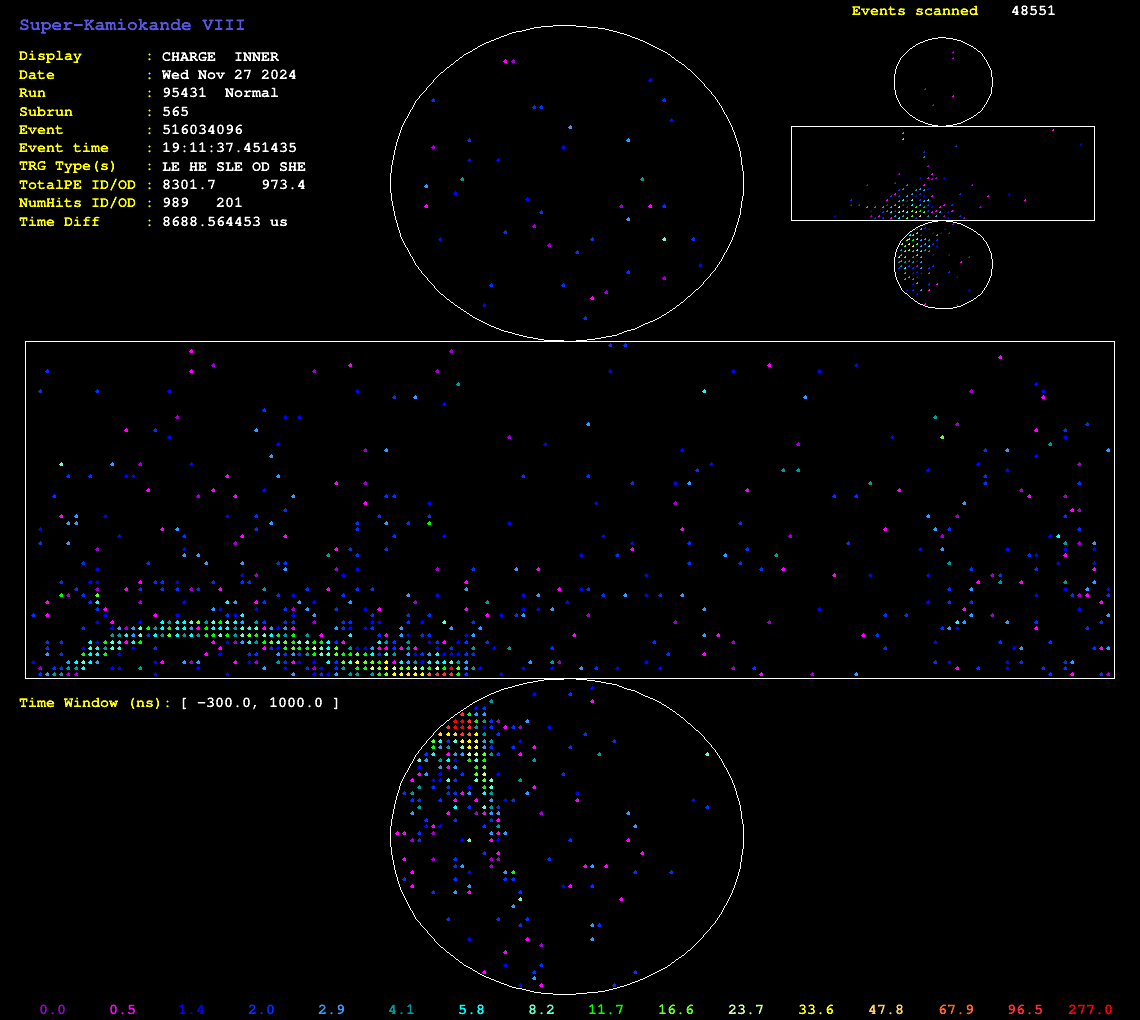 Super-Kamiokande VIII
Events scanned 48551
Display : CHARGE INNER
Date : Wed Nov 27 2024
Run : 95431 Normal
Subrun : 565
Event : 516034096
Event time : 19:11:37.451435
TRG Type(s) : LE HE SLE OD SHE
TotalPE ID/OD : 8301.7 973.4
NumHits ID/OD : 989 201
Time Diff : 8688.564453 us
Time Window (ns): [ -300.0, 1000.0 ]
0.0 0.5 1.4 2.0 2.9 4.1 5.8 8.2 11.7 16.6 23.7 33.6 47.8 67.9 96.5 277.0